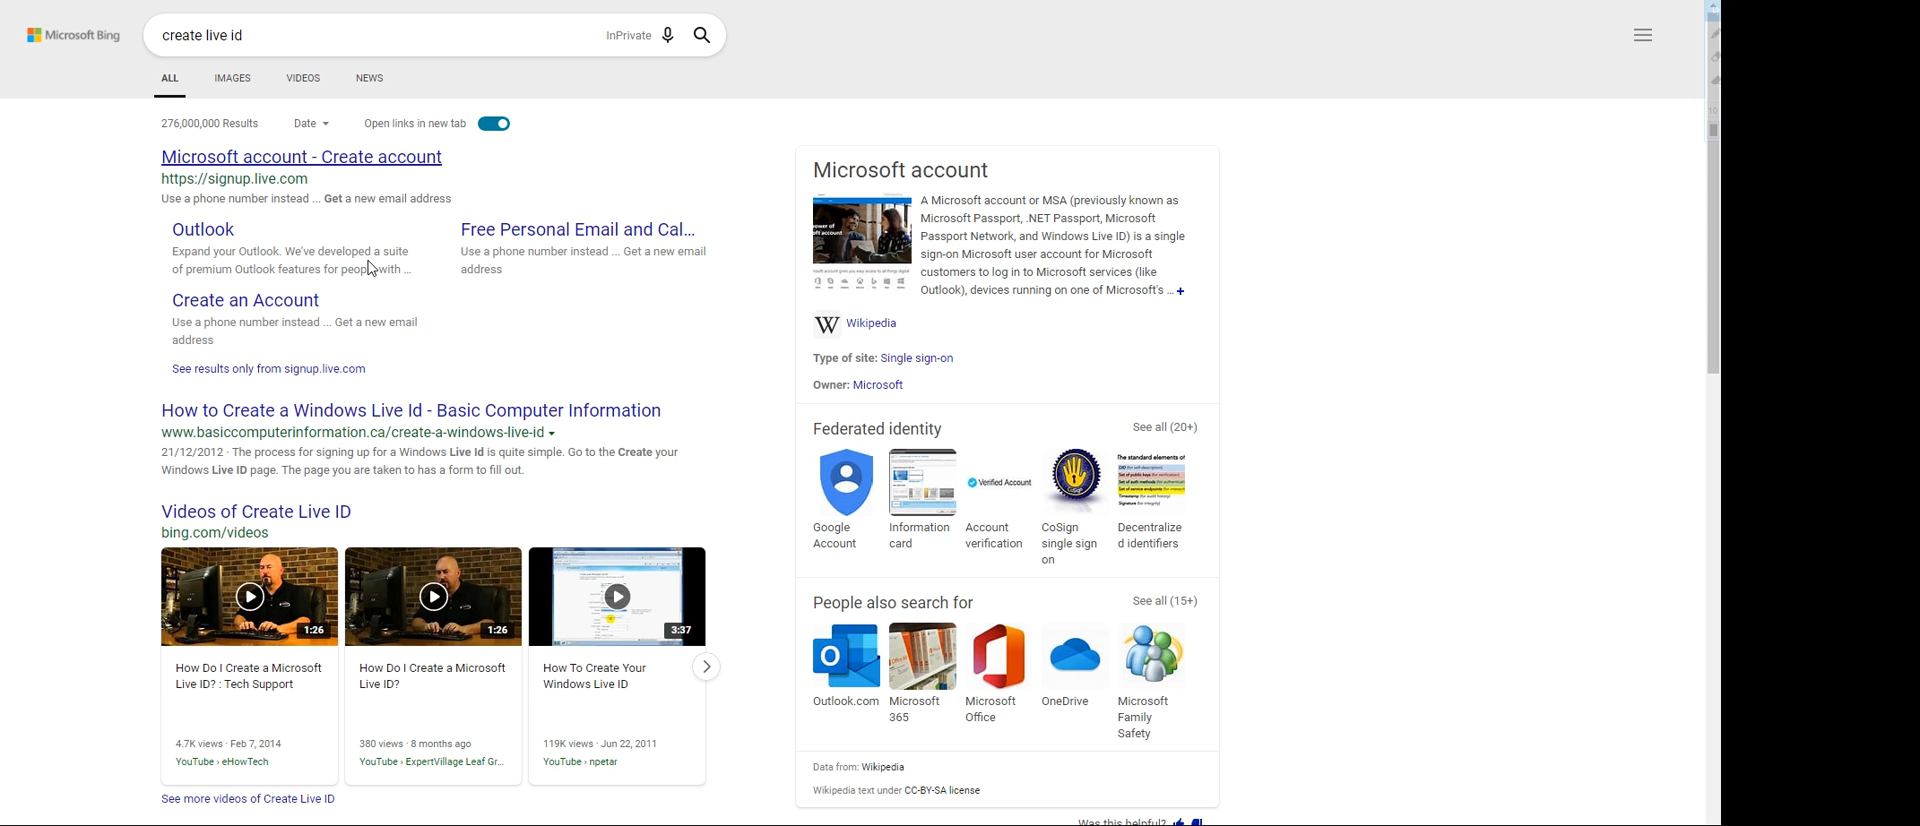 Microsoft Bing
create live id
InPrivate
ALL IMAGES VIDEOS NEWS
276,000,000 Results Date Open links in new tab
Microsoft account - Create account
https://signup.live.com
Use a phone number instead ... Get a new email address
Outlook
Expand your Outlook. We've developed a suite
of premium Outlook features for people with ...
Free Personal Email and Cal...
Use a phone number instead ... Get a new email
address
Create an Account
Use a phone number instead ... Get a new email
address
See results only from signup.live.com
How to Create a Windows Live Id - Basic Computer Information
www.basiccomputerinformation.ca/create-a-windows-live-id
21/12/2012 · The process for signing up for a Windows Live Id is quite simple. Go to the Create your
Windows Live ID page. The page you are taken to has a form to fill out.
Videos of Create Live ID
bing.com/videos
1:26
How Do I Create a Microsoft
Live ID? : Tech Support
4.7K views · Feb 7, 2014
YouTube › eHowTech
1:26
How Do I Create a Microsoft
Live ID?
380 views · 8 months ago
YouTube › ExpertVillage Leaf Gr...
3:37
How To Create Your
Windows Live ID
119K views · Jun 22, 2011
YouTube › npetar
See more videos of Create Live ID
Microsoft account
A Microsoft account or MSA (previously known as
Microsoft Passport, .NET Passport, Microsoft
Passport Network, and Windows Live ID) is a single
sign-on Microsoft user account for Microsoft
customers to log in to Microsoft services (like
Outlook), devices running on one of Microsoft's ... +
W Wikipedia
Type of site: Single sign-on
Owner: Microsoft
Federated identity See all (20+)
Verified Account
The standard elements of
Google
Account
Information
card
Account
verification
CoSign
single sign
on
Decentralize
d identifiers
People also search for See all (15+)
Outlook.com
Microsoft
365
Microsoft
Office
OneDrive
Microsoft
Family
Safety
Data from: Wikipedia
Wikipedia text under CC-BY-SA license
Was this helpful?